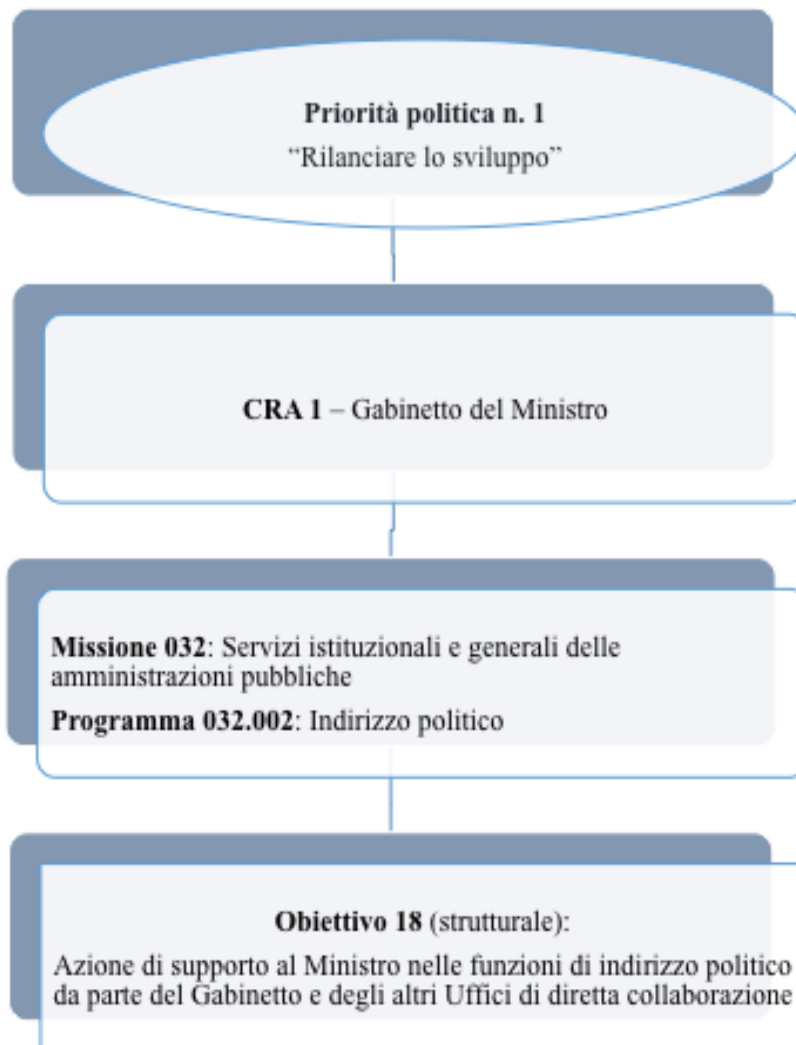 Priorità politica n. 1
“Rilanciare lo sviluppo”
CRA 1 – Gabinetto del Ministro
Missione 032: Servizi istituzionali e generali delle
amministrazioni pubbliche
Programma 032.002: Indirizzo politico
Obiettivo 18 (strutturale):
Azione di supporto al Ministro nelle funzioni di indirizzo politico
da parte del Gabinetto e degli altri Uffici di diretta collaborazione